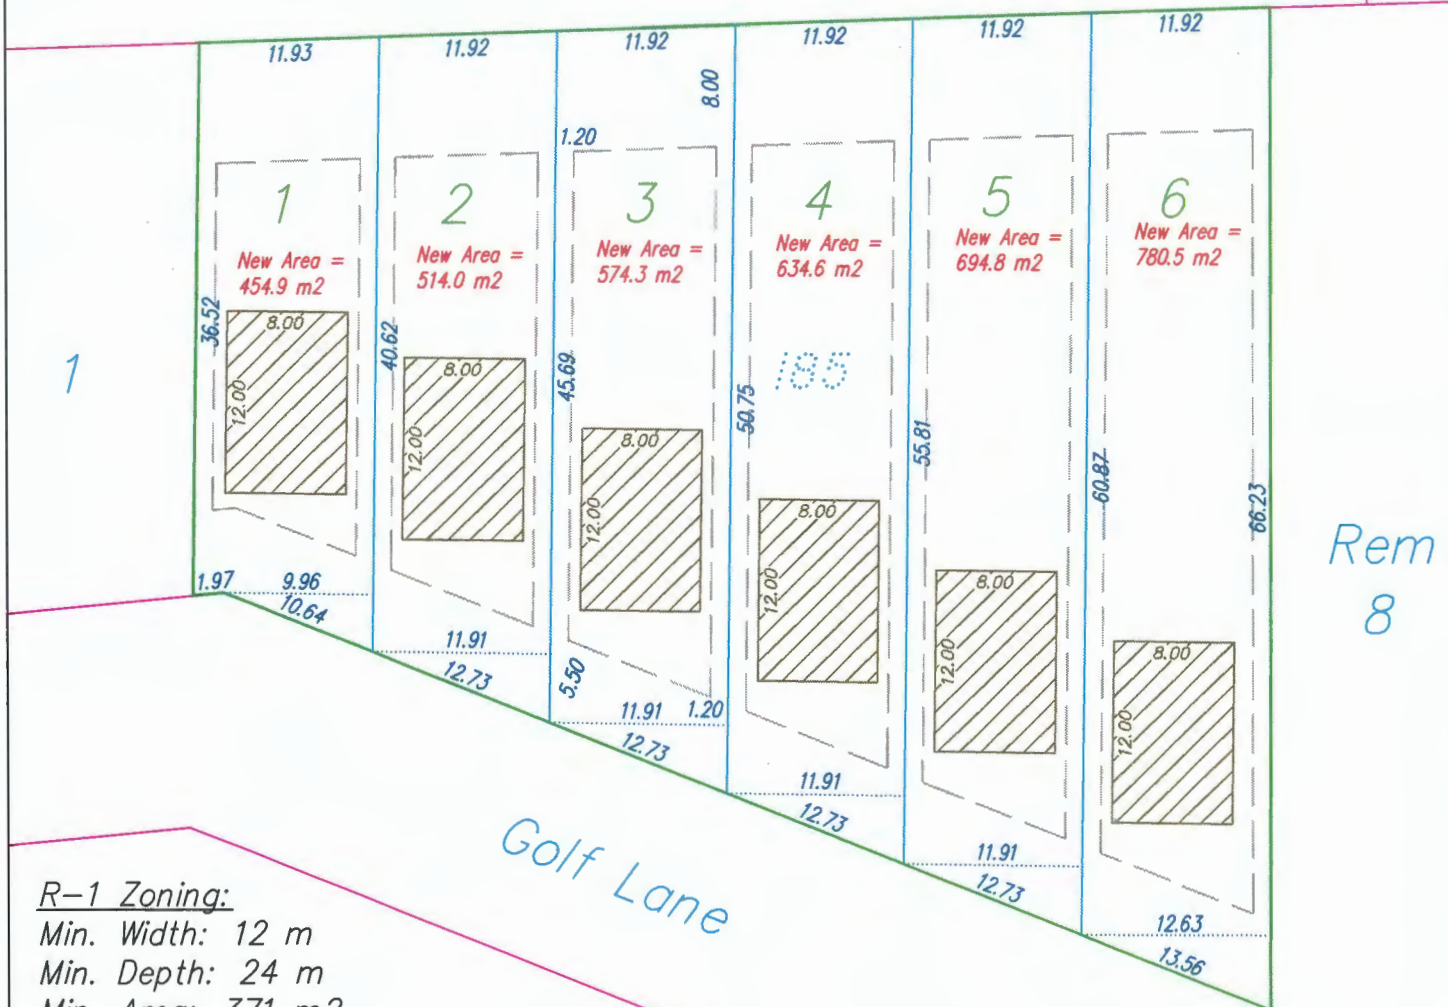 11.93
11.92
11.92
11.92
11.92
11.92
8.00
1.20
1
New Area =
454.9 m2
2
New Area =
514.0 m2
3
New Area =
574.3 m2
4
New Area =
634.6 m2
5
New Area =
694.8 m2
6
New Area =
780.5 m2
36.52
40.62
45.69
50.75
55.81
60.87
66.23
1
185
Rem
8
8.00
12.00
8.00
12.00
8.00
12.00
8.00
12.00
8.00
12.00
8.00
12.00
1.97
9.96
10.64
11.91
12.73
5.50
11.91
1.20
12.73
11.91
12.73
11.91
12.73
12.63
13.56
Golf Lane
R-1 Zoning:
Min. Width: 12 m
Min. Depth: 24 m
Min. Area: 371 m2